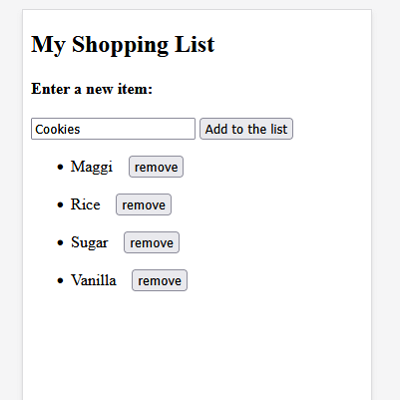 My Shopping List
Enter a new item:
Cookies Add to the list
Maggi remove
Rice remove
Sugar remove
Vanilla remove